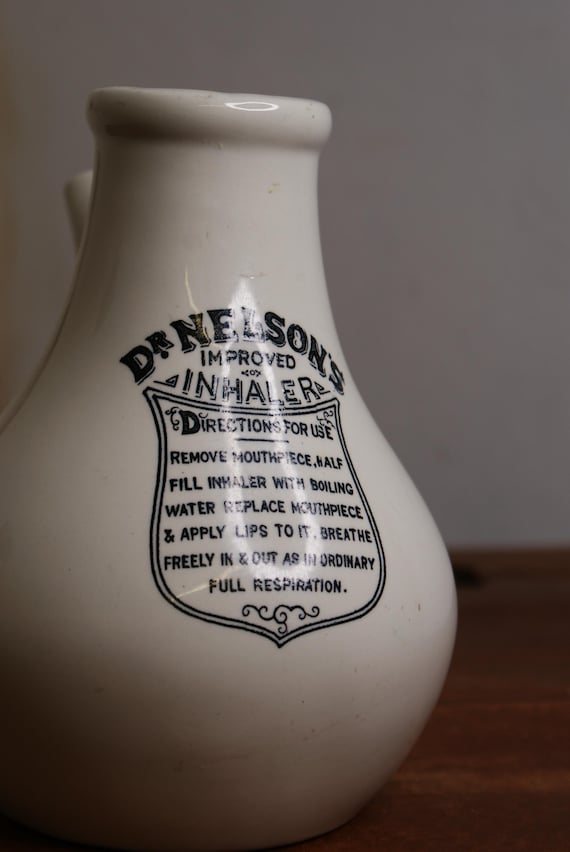 DR NELSON'S
IMPROVED
INHALER
DIRECTIONS FOR USE
REMOVE MOUTHPIECE, HALF
FILL INHALER WITH BOILING
WATER REPLACE MOUTHPIECE
& APPLY LIPS TO IT, BREATHE
FREELY IN & OUT AS IN ORDINARY
FULL RESPIRATION.